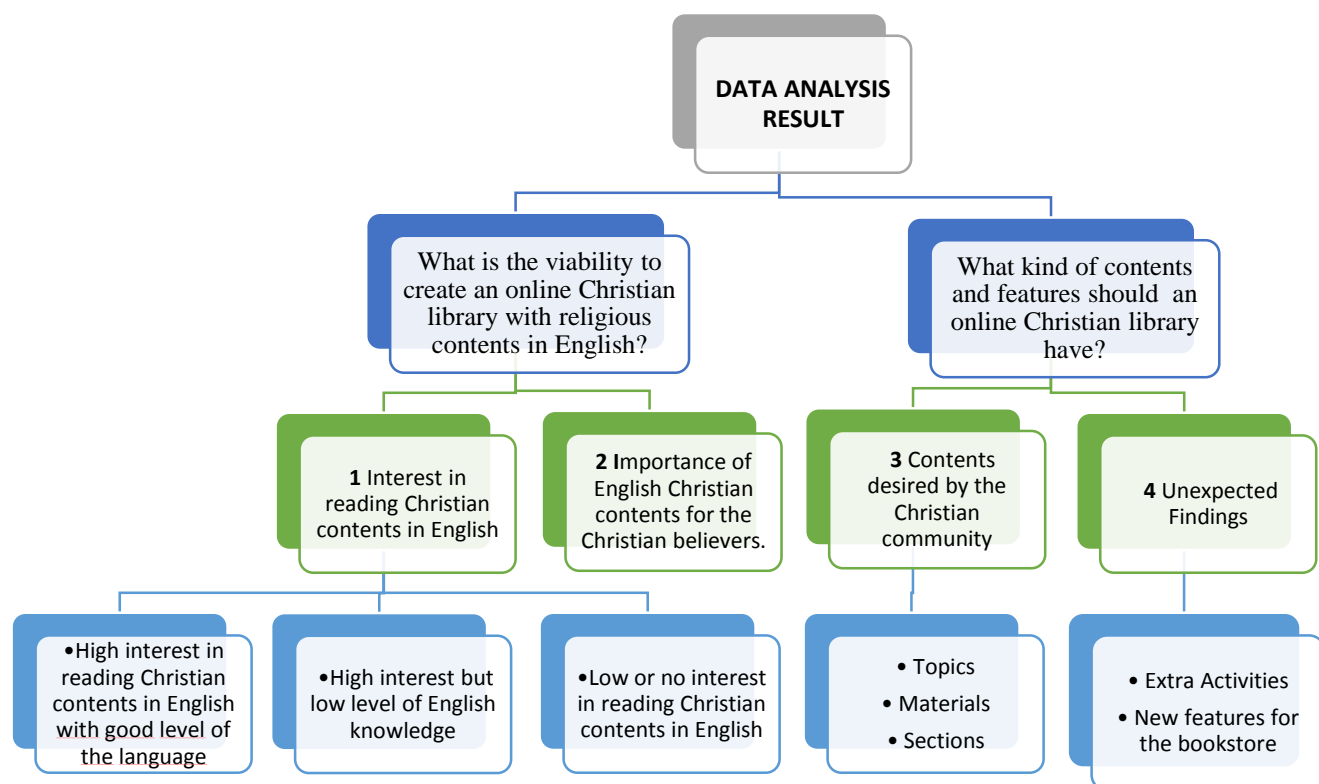 DATA ANALYSIS
RESULT
What is the viability to
create an online Christian
library with religious
contents in English?
What kind of contents
and features should an
online Christian library
have?
1 Interest in
reading Christian
contents in English
2 Importance of
English Christian
contents for the
Christian believers.
3 Contents
desired by the
Christian
community
4 Unexpected
Findings
•High interest in
reading Christian
contents in English
with good level of
the language
•High interest but
low level of English
knowledge
•Low or no interest
in reading Christian
contents in English
• Topics
• Materials
• Sections
• Extra Activities
• New features for
the bookstore